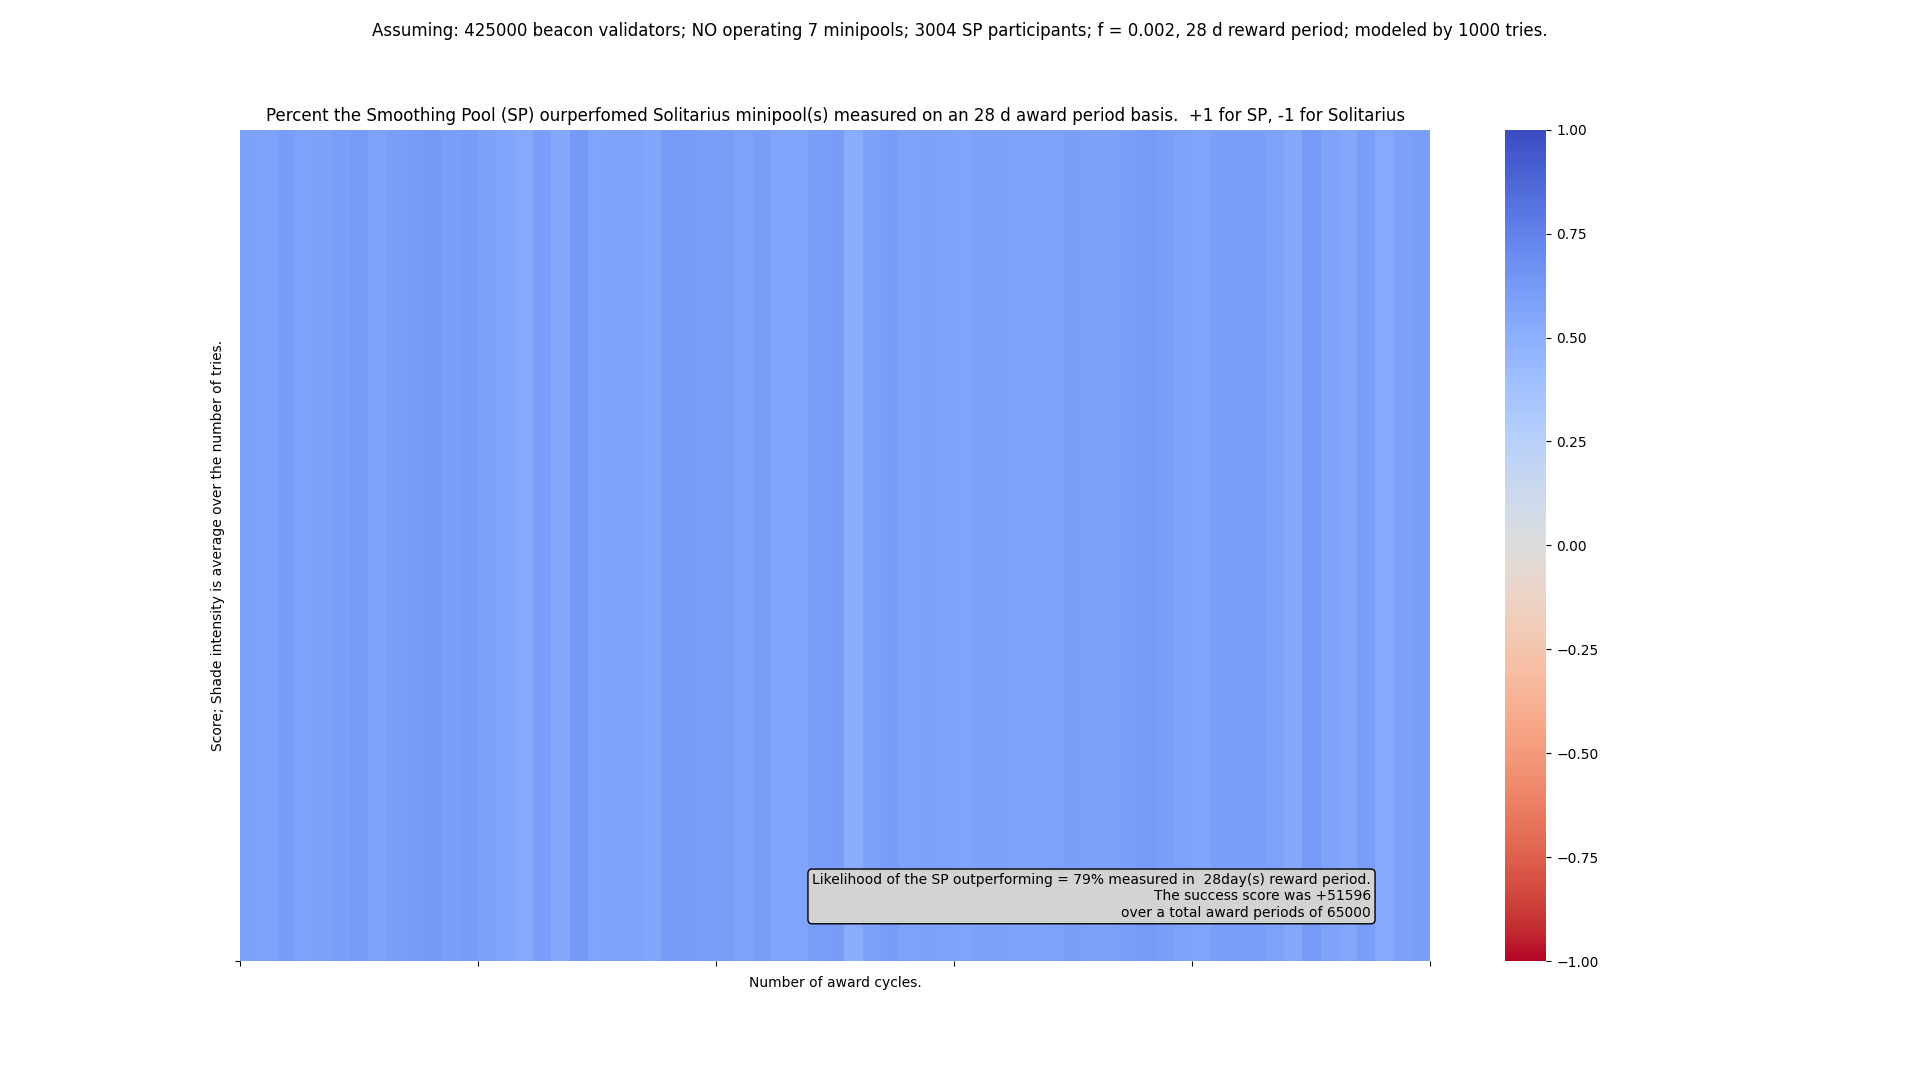 Assuming: 425000 beacon validators; NO operating 7 minipools; 3004 SP participants; f = 0.002, 28 d reward period; modeled by 1000 tries.
Percent the Smoothing Pool (SP) ourperfomed Solitarius minipool(s) measured on an 28 d award period basis.  +1 for SP, -1 for Solitarius
Score; Shade intensity is average over the number of tries.
Likelihood of the SP outperforming = 79% measured in  28day(s) reward period.
The success score was +51596
over a total award periods of 65000
Number of award cycles.
1.00
0.75
0.50
0.25
0.00
−0.25
−0.50
−0.75
−1.00